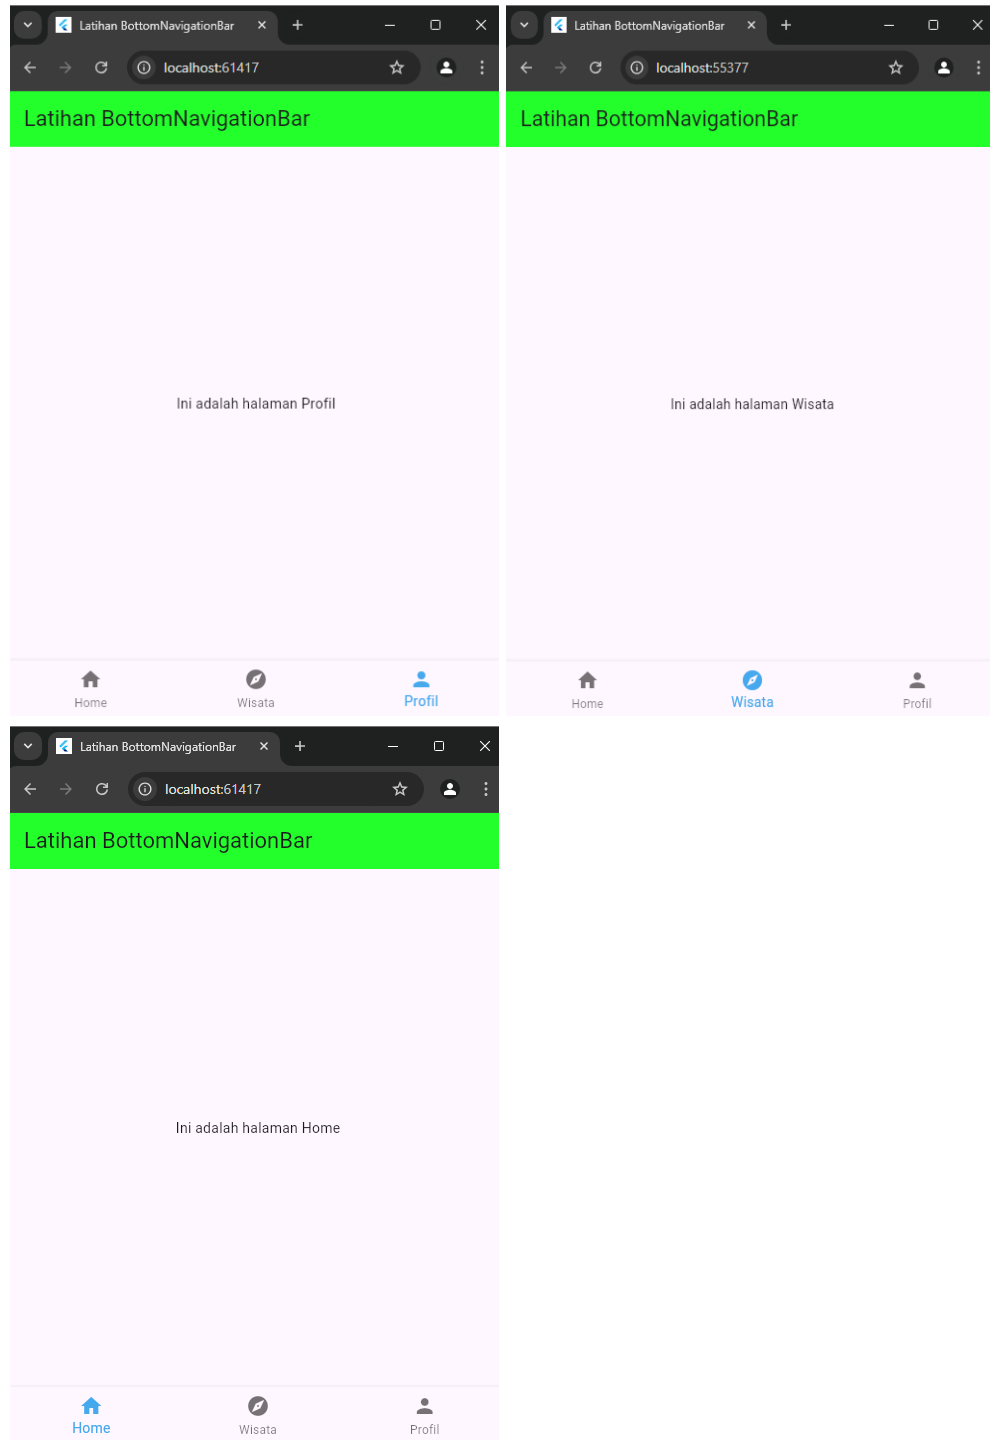 Latihan BottomNavigationBar
localhost:61417
Latihan BottomNavigationBar
Ini adalah halaman Profil
Home Wisata Profil
Latihan BottomNavigationBar
localhost:55377
Latihan BottomNavigationBar
Ini adalah halaman Wisata
Home Wisata Profil
Latihan BottomNavigationBar
localhost:61417
Latihan BottomNavigationBar
Ini adalah halaman Home
Home Wisata Profil